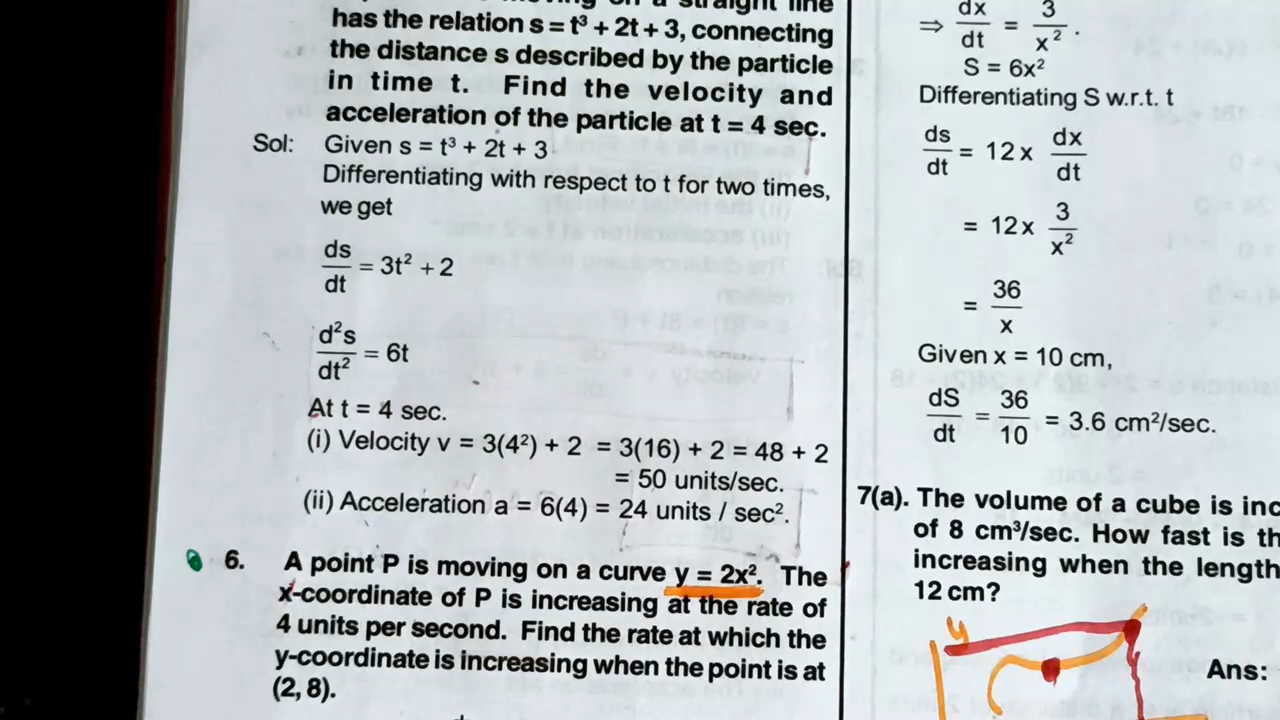 has the relation s = t³ + 2t + 3, connecting
the distance s described by the particle
in time t. Find the velocity and
acceleration of the particle at t = 4 sec.
Sol: Given s = t³ + 2t + 3
Differentiating with respect to t for two times,
we get
ds/dt = 3t² + 2
d²s/dt² = 6t
At t = 4 sec.
(i) Velocity v = 3(4²) + 2 = 3(16) + 2 = 48 + 2
= 50 units/sec.
(ii) Acceleration a = 6(4) = 24 units / sec².
6. A point P is moving on a curve y = 2x². The
x-coordinate of P is increasing at the rate of
4 units per second. Find the rate at which the
y-coordinate is increasing when the point is at
(2, 8).
⇒ dx/dt = 3/x² .
S = 6x²
Differentiating S w.r.t. t
ds/dt = 12x dx/dt
= 12x 3/x²
= 36/x
Given x = 10 cm,
dS/dt = 36/10 = 3.6 cm²/sec.
7(a). The volume of a cube is inc
of 8 cm³/sec. How fast is th
increasing when the length
12 cm?
y
Ans: